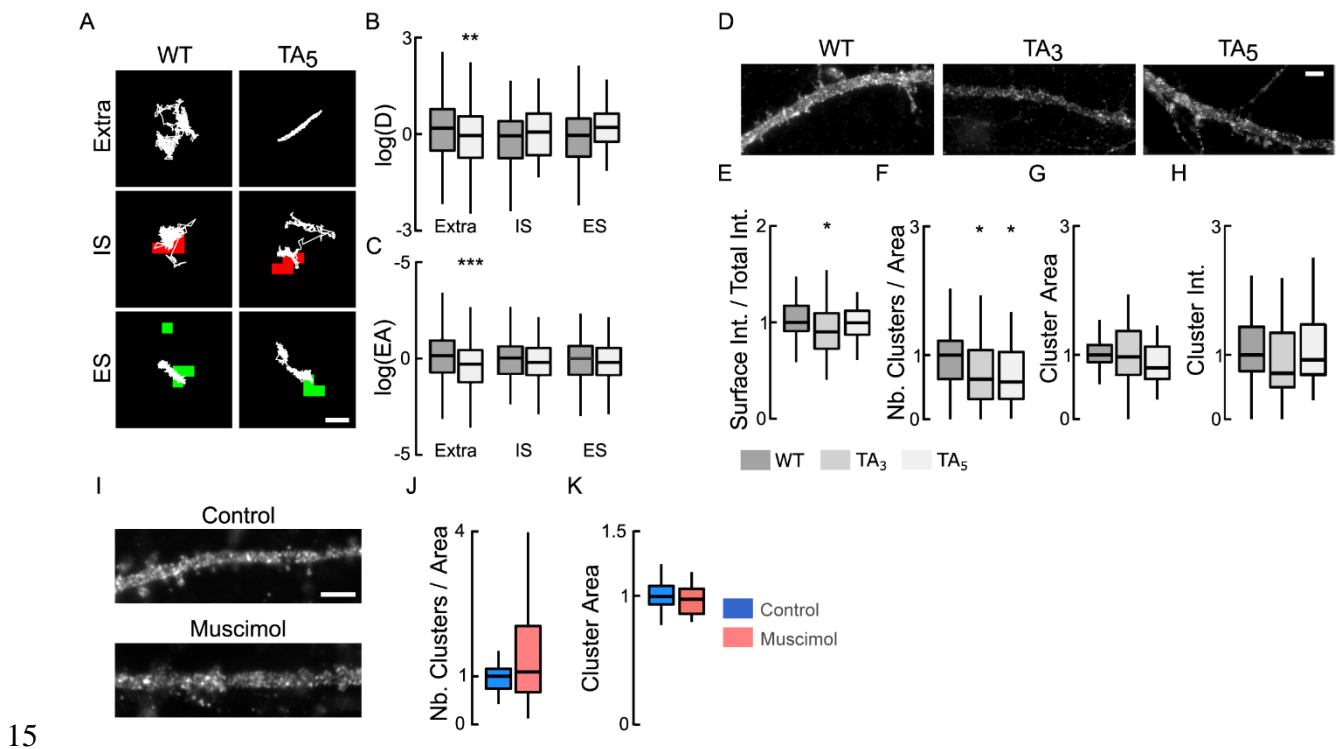 A
WT
TA5
Extra
IS
ES
B
log(D)
3
0
-3
**
Extra
IS
ES
C
log(EA)
-5
0
-5
***
Extra
IS
ES
D
WT
TA3
TA5
E
Surface Int. / Total Int.
2
1
0
*
F
Nb. Clusters / Area
3
1
0
*
*
G
Cluster Area
3
1
0
H
Cluster Int.
3
1
0
WT
TA3
TA5
I
Control
Muscimol
J
Nb. Clusters / Area
4
1
0
K
Cluster Area
1.5
1
0
Control
Muscimol
15